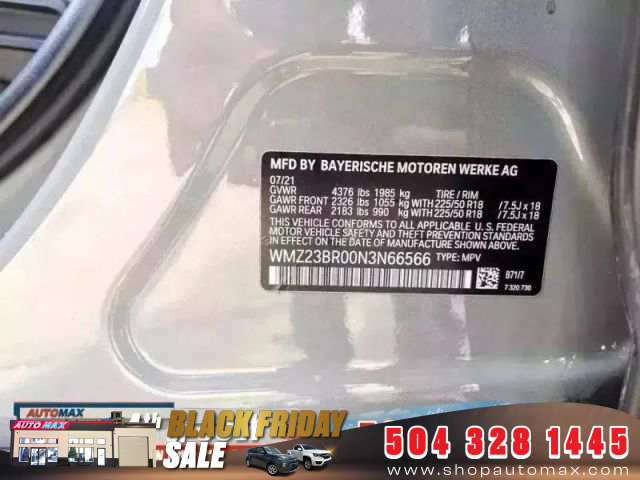 MFD BY BAYERISCHE MOTOREN WERKE AG
07/21
GVWR 4376 lbs 1985 kg TIRE / RIM
GAWR FRONT 2326 lbs 1055 kg WITH 225/50 R18 /7.5J x 18
GAWR REAR 2183 lbs 990 kg WITH 225/50 R18 /7.5J x 18
THIS VEHICLE CONFORMS TO ALL APPLICABLE U. S. FEDERAL
MOTOR VEHICLE SAFETY, BUMPER, AND THEFT PREVENTION
STANDARDS IN EFFECT ON THE DATE OF MANUFACTURE SHOWN ABOVE.
WMZ23BR00N3N66566 TYPE: MPV
B71/7
7 320 730
AUTOMAX
AUTO MAX
BLACK FRIDAY
SALE
504 328 1445
www.shopautomax.com